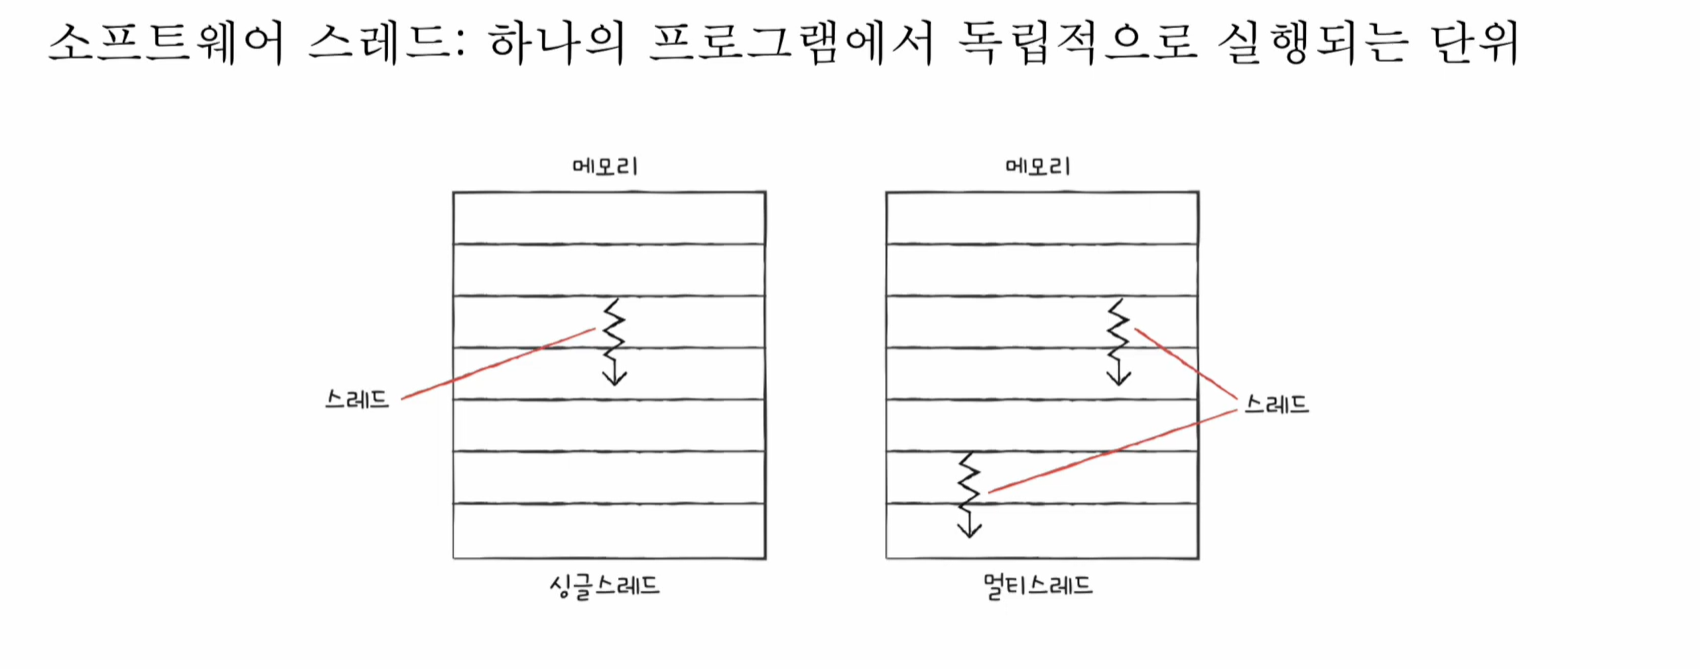 소프트웨어 스레드: 하나의 프로그램에서 독립적으로 실행되는 단위
메모리
메모리
스레드
스레드
싱글스레드
멀티스레드